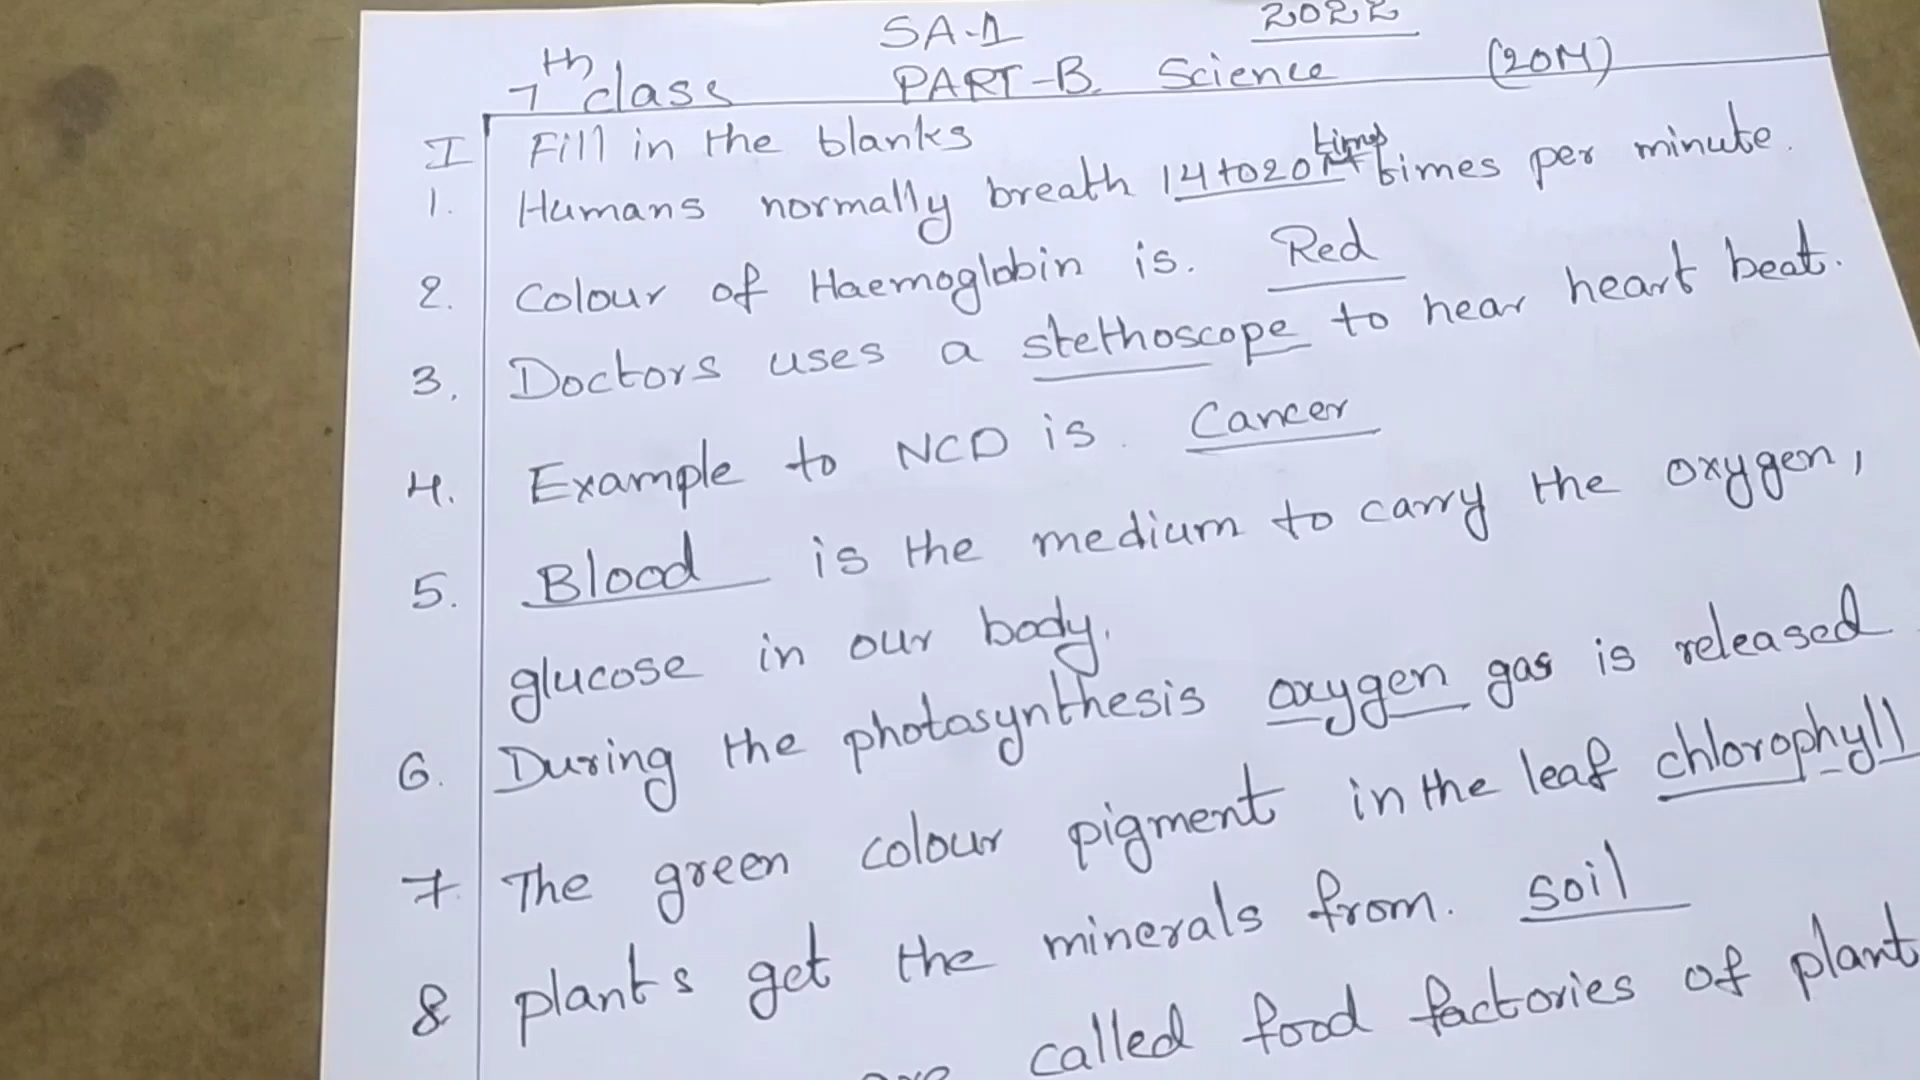 SA-1 2022
7th class PART-B Science (20M)
I Fill in the blanks
1. Humans normally breath 14to20 times times per minute.
2. Colour of Haemoglobin is. Red
3. Doctors uses a stethoscope to hear heart beat.
4. Example to NCD is. Cancer
5. Blood is the medium to carry the oxygen,
glucose in our body.
6. During the photosynthesis oxygen gas is released
7. The green colour pigment in the leaf chlorophyll
8 plants get the minerals from. soil
are called food factories of plant